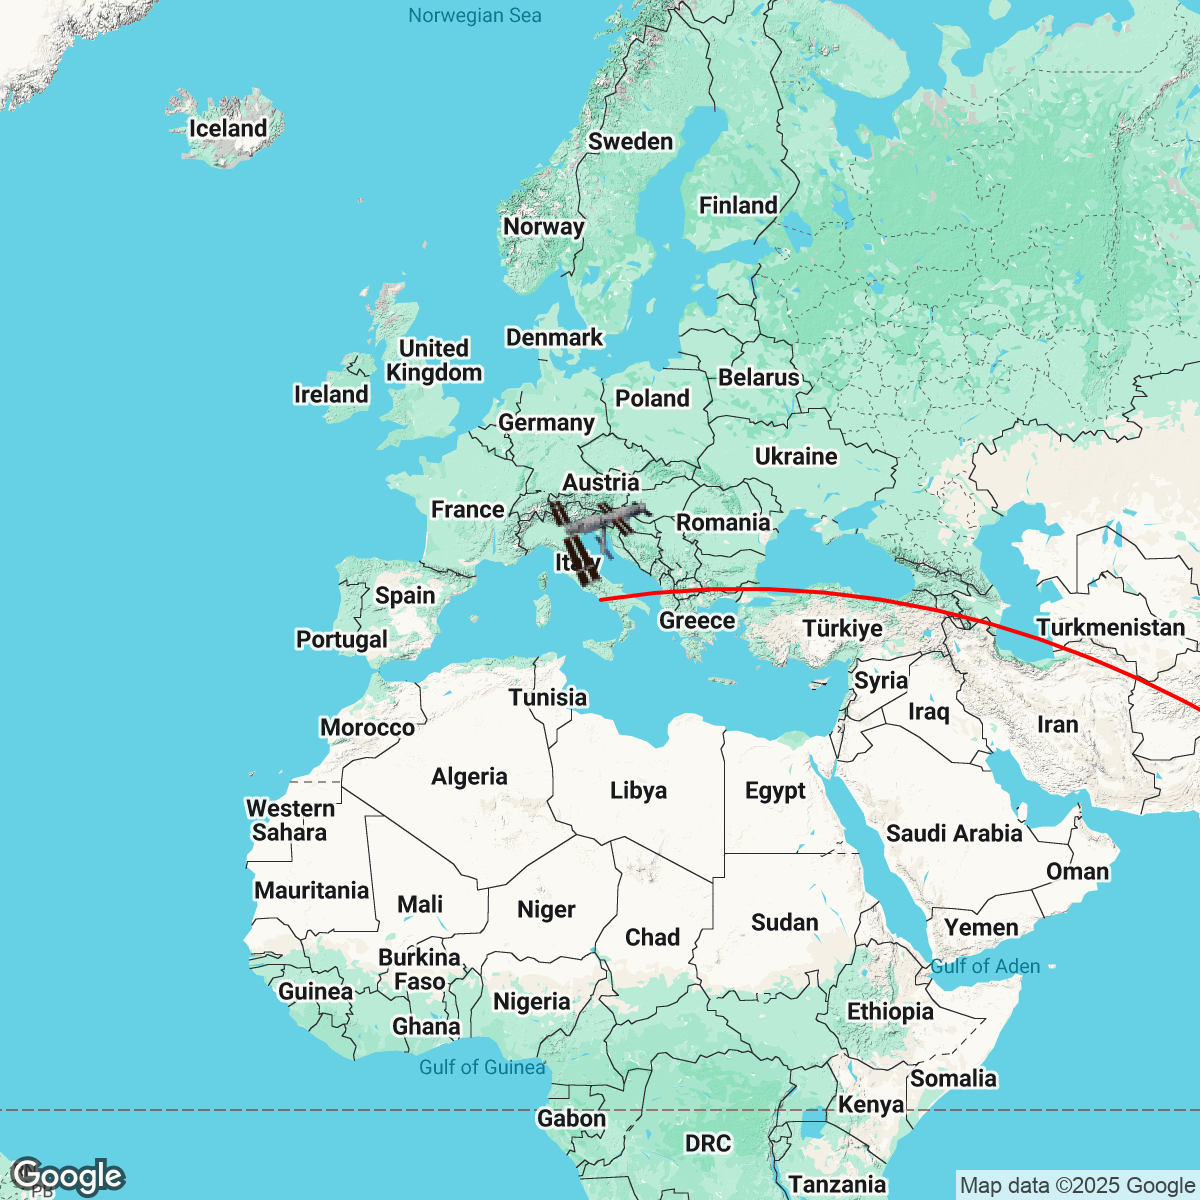 Norwegian Sea
Iceland
Sweden
Finland
Norway
Denmark
United
Kingdom
Ireland
Belarus
Poland
Germany
Ukraine
Austria
France
Romania
Italy
Spain
Portugal
Greece
Türkiye
Turkmenistan
Syria
Iraq
Iran
Tunisia
Morocco
Algeria
Libya
Egypt
Western
Sahara
Saudi Arabia
Oman
Mauritania
Mali
Niger
Chad
Sudan
Yemen
Burkina
Faso
Gulf of Aden
Guinea
Nigeria
Ethiopia
Ghana
Gulf of Guinea
Somalia
Kenya
Gabon
DRC
Tanzania
PB
Google
Map data ©2025 Google